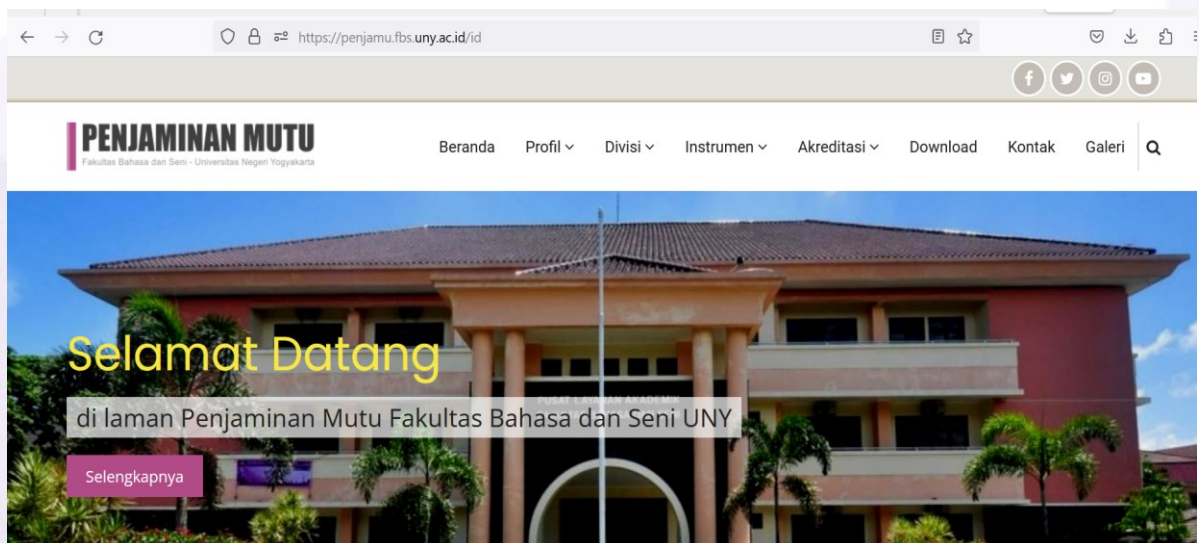 https://penjamu.fbs.uny.ac.id/id
PENJAMINAN MUTU
Fakultas Bahasa dan Seni - Universitas Negeri Yogyakarta
Beranda Profil Divisi Instrumen Akreditasi Download Kontak Galeri
PUSAT LAYANAN AKADEMIK
Selamat Datang
di laman Penjaminan Mutu Fakultas Bahasa dan Seni UNY
Selengkapnya